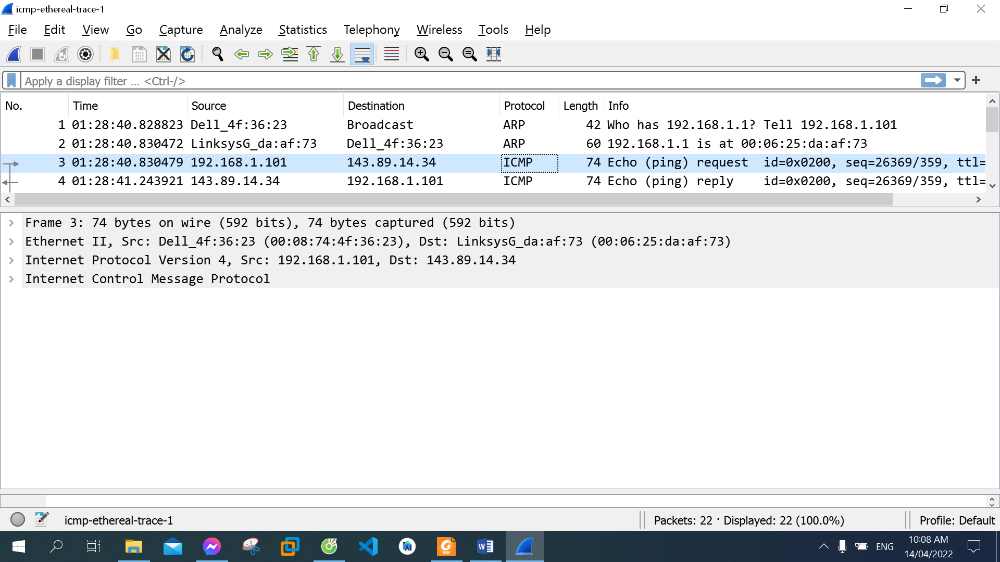 icmp-ethereal-trace-1
File Edit View Go Capture Analyze Statistics Telephony Wireless Tools Help
Apply a display filter ... <Ctrl-/>
No. Time Source Destination Protocol Length Info
1 01:28:40.828823 Dell_4f:36:23 Broadcast ARP 42 Who has 192.168.1.1? Tell 192.168.1.101
2 01:28:40.830472 LinksysG_da:af:73 Dell_4f:36:23 ARP 60 192.168.1.1 is at 00:06:25:da:af:73
3 01:28:40.830479 192.168.1.101 143.89.14.34 ICMP 74 Echo (ping) request id=0x0200, seq=26369/359, ttl=
4 01:28:41.243921 143.89.14.34 192.168.1.101 ICMP 74 Echo (ping) reply id=0x0200, seq=26369/359, ttl=
Frame 3: 74 bytes on wire (592 bits), 74 bytes captured (592 bits)
Ethernet II, Src: Dell_4f:36:23 (00:08:74:4f:36:23), Dst: LinksysG_da:af:73 (00:06:25:da:af:73)
Internet Protocol Version 4, Src: 192.168.1.101, Dst: 143.89.14.34
Internet Control Message Protocol
icmp-ethereal-trace-1 Packets: 22 · Displayed: 22 (100.0%) Profile: Default
PDF
ENG
10:08 AM
14/04/2022